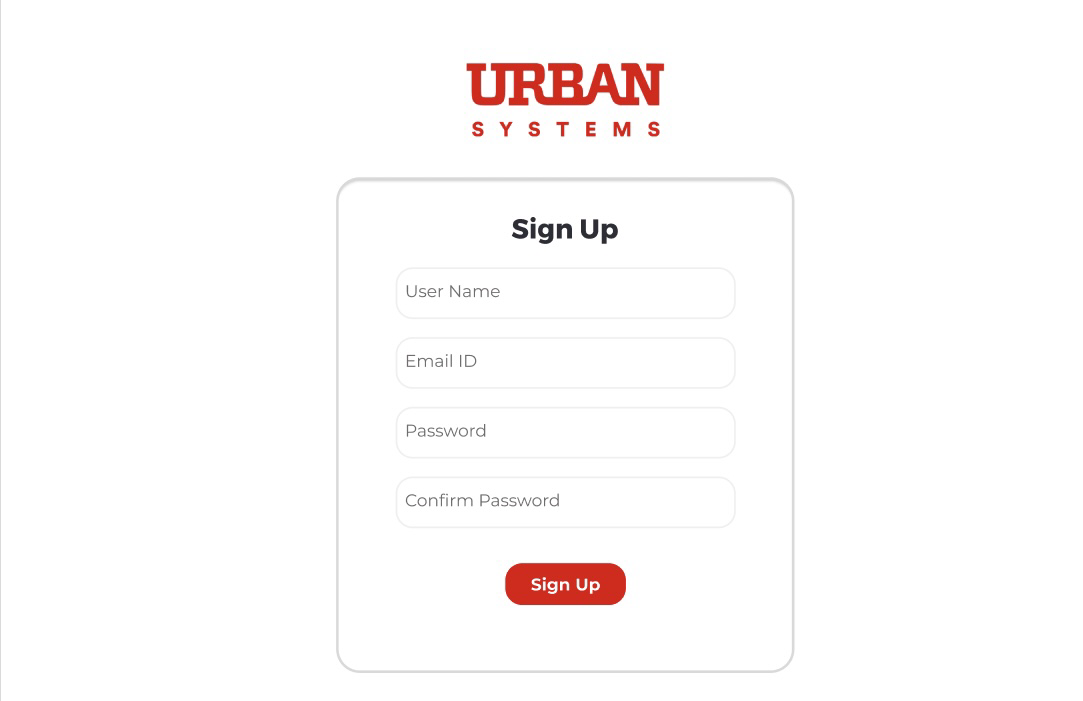 URBAN
SYSTEMS
Sign Up
User Name
Email ID
Password
Confirm Password
Sign Up